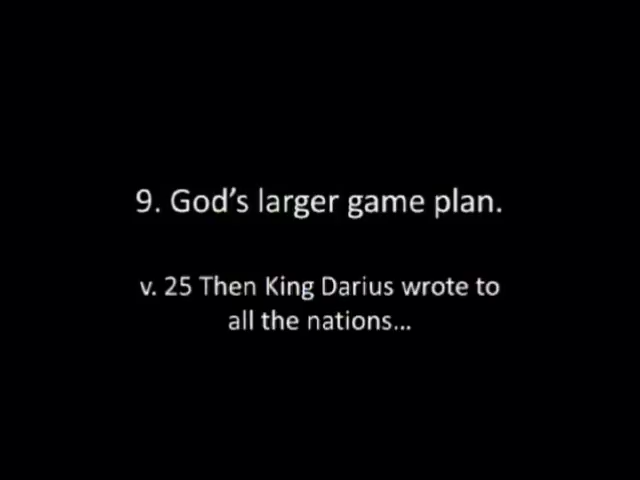 9. God’s larger game plan.
v. 25 Then King Darius wrote to
all the nations…